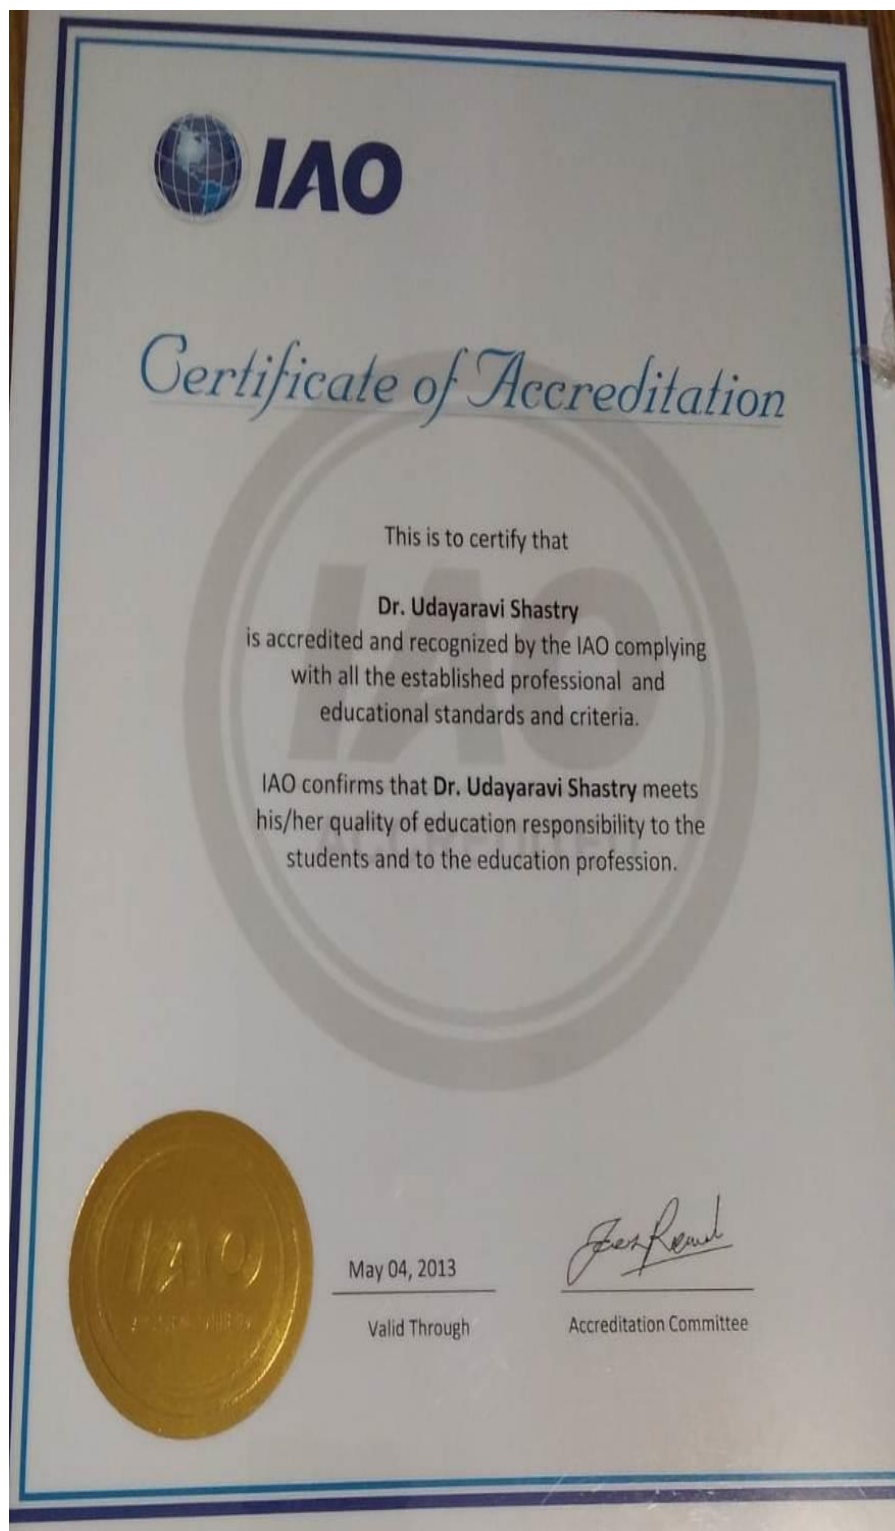 IAO
Certificate of Accreditation
This is to certify that
Dr. Udayaravi Shastry
is accredited and recognized by the IAO complying
with all the established professional and
educational standards and criteria.
IAO confirms that Dr. Udayaravi Shastry meets
his/her quality of education responsibility to the
students and to the education profession.
IAO
IAO
May 04, 2013
Valid Through
Accreditation Committee